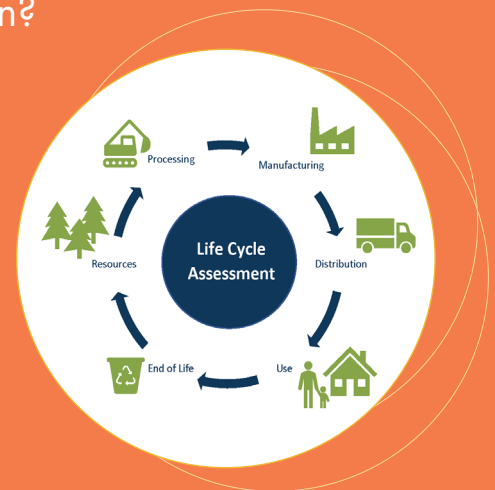 n?
Processing
Manufacturing
Life Cycle
Assessment
Resources
Distribution
End of Life
Use